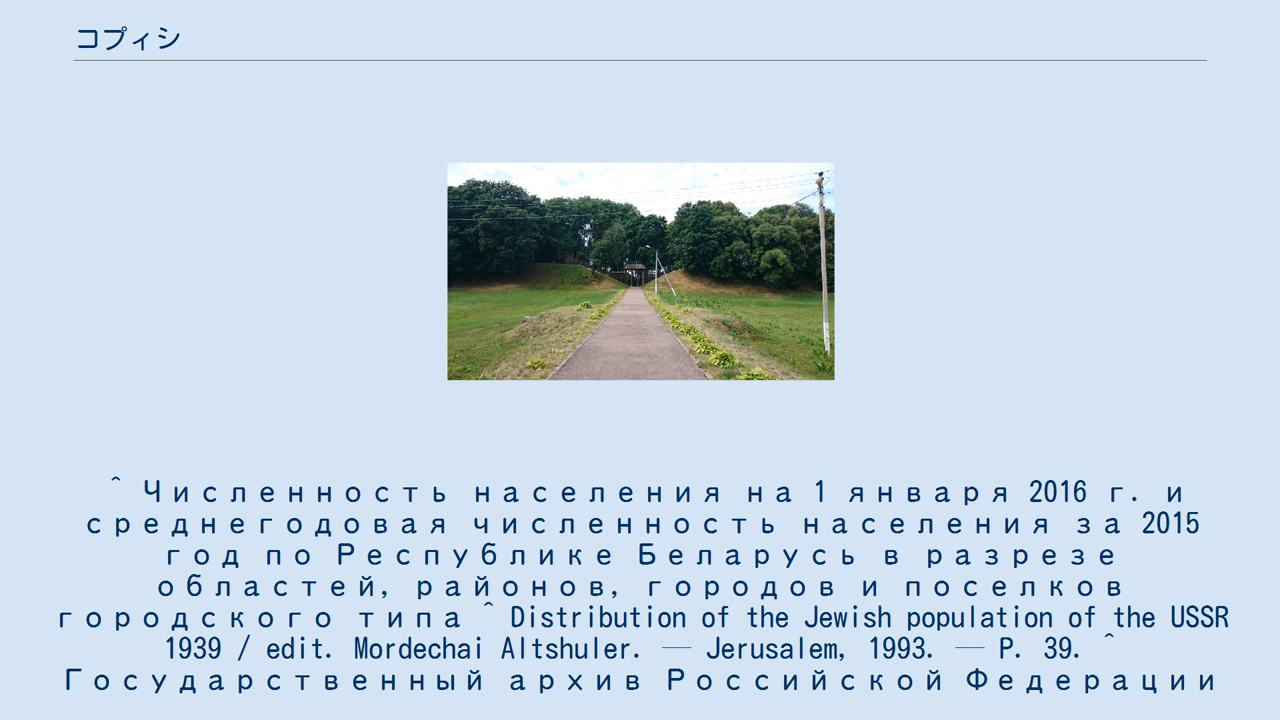 コプィシ
^ Численность населения на 1 января 2016 г. и
среднегодовая численность населения за 2015
год по Республике Беларусь в разрезе
областей, районов, городов и поселков
городского типа ^ Distribution of the Jewish population of the USSR
1939 / edit. Mordechai Altshuler. — Jerusalem, 1993. — P. 39. ^
Государственный архив Российской Федерации